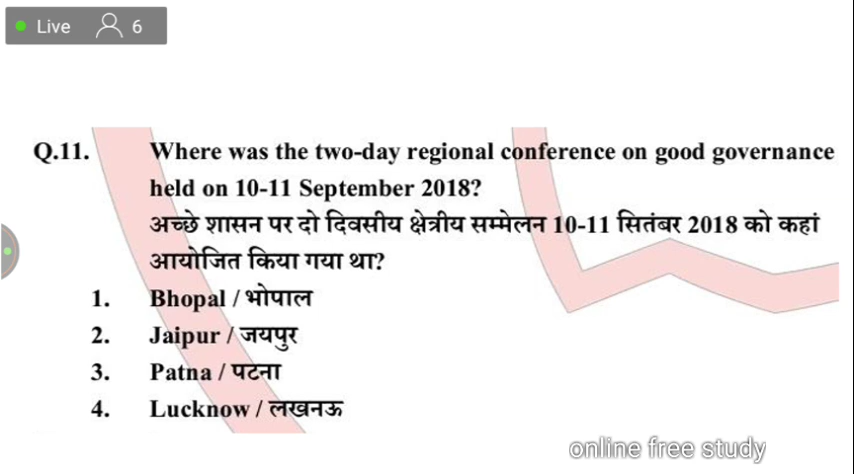 Live 6
Q.11. Where was the two-day regional conference on good governance
held on 10-11 September 2018?
अच्छे शासन पर दो दिवसीय क्षेत्रीय सम्मेलन 10-11 सितंबर 2018 को कहां
आयोजित किया गया था?
1. Bhopal / भोपाल
2. Jaipur / जयपुर
3. Patna / पटना
4. Lucknow / लखनऊ
online free study